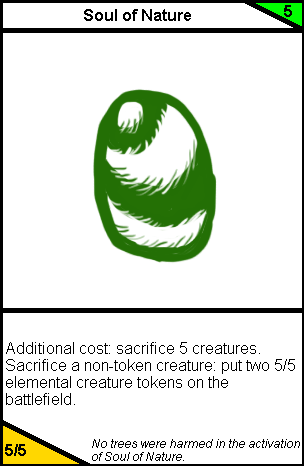 Soul of Nature
5
Additional cost: sacrifice 5 creatures.
Sacrifice a non-token creature: put two 5/5
elemental creature tokens on the
battlefield.
5/5
No trees were harmed in the activation
of Soul of Nature.